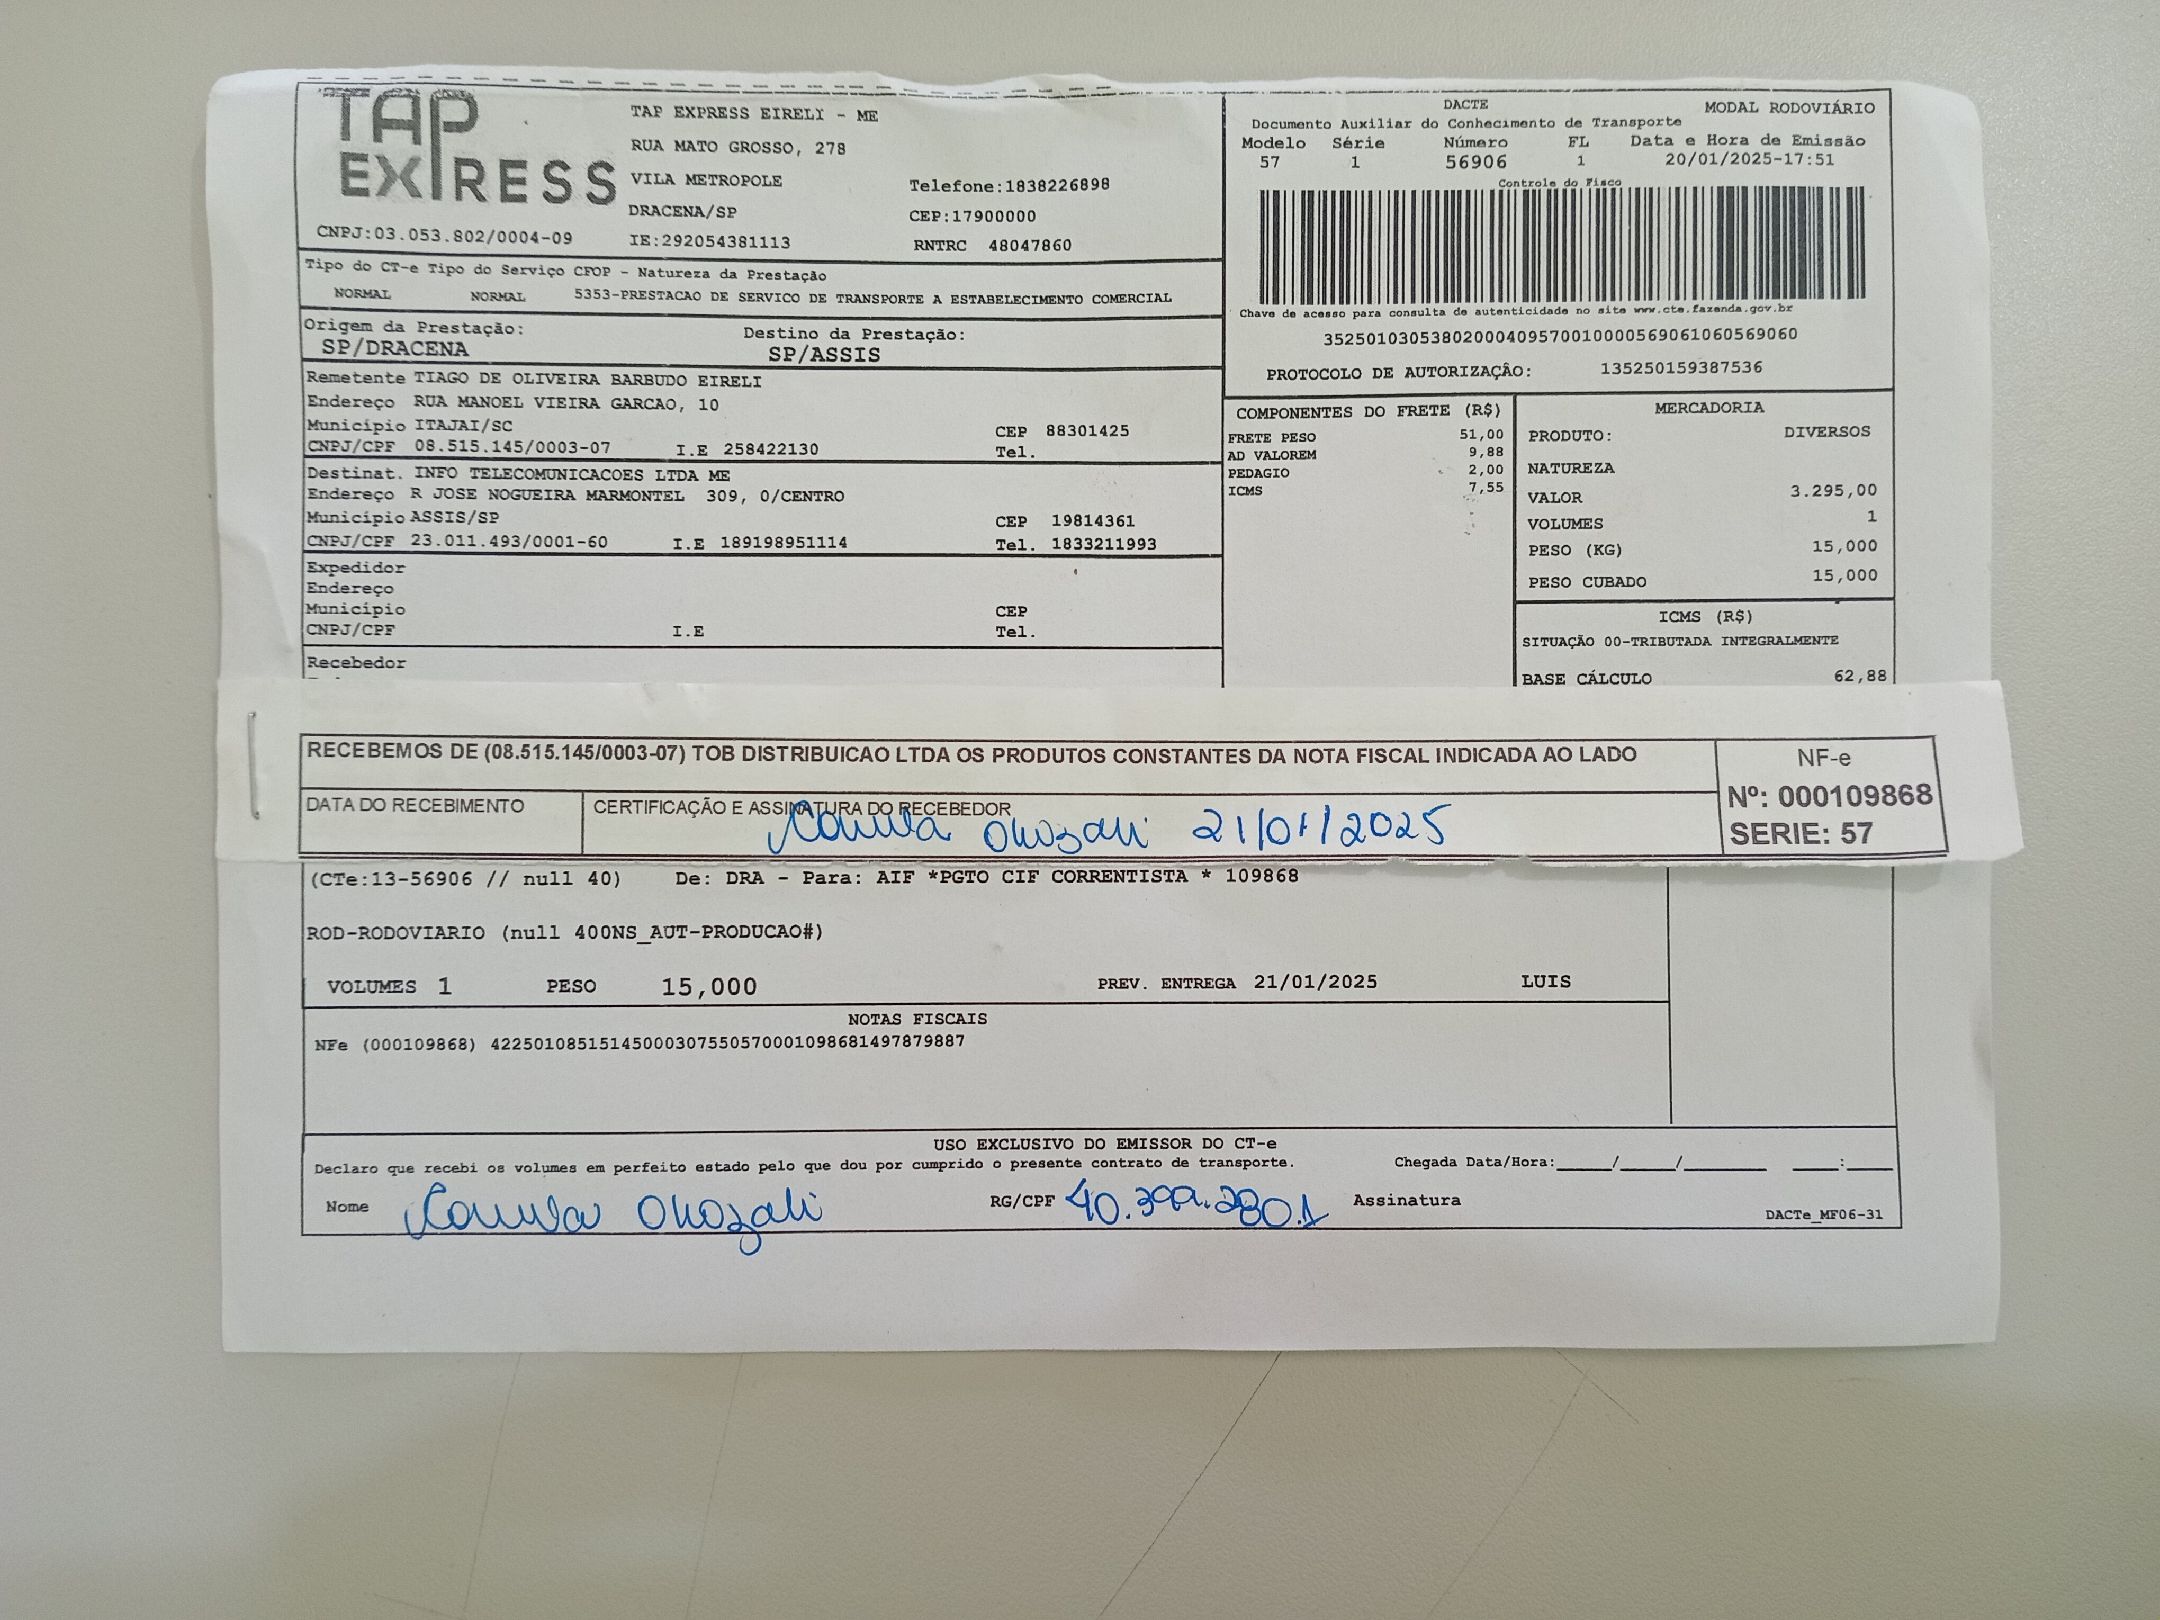 TAP EXPRESS
TAP EXPRESS EIRELI - ME
RUA MATO GROSSO, 278
VILA METROPOLE
Telefone:1838226898
DRACENA/SP
CEP:17900000
CNPJ:03.053.802/0004-09
IE:292054381113
RNTRC 48047860
DACTE
MODAL RODOVIÁRIO
Documento Auxiliar do Conhecimento de Transporte
Modelo Série Número FL Data e Hora de Emissão
57 1 56906 1 20/01/2025-17:51
Controle do Fisco
Chave de acesso para consulta de autenticidade no site www.cte.fazenda.gov.br
35250103053802000409570010000569061060569060
PROTOCOLO DE AUTORIZAÇÃO: 135250159387536
Tipo do CT-e Tipo do Serviço CFOP - Natureza da Prestação
NORMAL NORMAL 5353-PRESTACAO DE SERVICO DE TRANSPORTE A ESTABELECIMENTO COMERCIAL
Origem da Prestação: Destino da Prestação:
SP/DRACENA SP/ASSIS
Remetente TIAGO DE OLIVEIRA BARBUDO EIRELI
Endereço RUA MANOEL VIEIRA GARCAO, 10
Município ITAJAI/SC CEP 88301425
CNPJ/CPF 08.515.145/0003-07 I.E 258422130 Tel.
Destinat. INFO TELECOMUNICACOES LTDA ME
Endereço R JOSE NOGUEIRA MARMONTEL 309, 0/CENTRO
Município ASSIS/SP CEP 19814361
CNPJ/CPF 23.011.493/0001-60 I.E 189198951114 Tel. 1833211993
Expedidor
Endereço
Município CEP
CNPJ/CPF I.E Tel.
Recebedor
COMPONENTES DO FRETE (R$)
FRETE PESO 51,00
AD VALOREM 9,88
PEDAGIO 2,00
ICMS 7,55
MERCADORIA
PRODUTO: DIVERSOS
NATUREZA
VALOR 3.295,00
VOLUMES 1
PESO (KG) 15,000
PESO CUBADO 15,000
ICMS (R$)
SITUAÇÃO 00-TRIBUTADA INTEGRALMENTE
BASE CÁLCULO 62,88
RECEBEMOS DE (08.515.145/0003-07) TOB DISTRIBUICAO LTDA OS PRODUTOS CONSTANTES DA NOTA FISCAL INDICADA AO LADO
NF-e
Nº: 000109868
SERIE: 57
DATA DO RECEBIMENTO
CERTIFICAÇÃO E ASSINATURA DO RECEBEDOR
21/01/2025
(CTe:13-56906 // null 40) De: DRA - Para: AIF *PGTO CIF CORRENTISTA * 109868
ROD-RODOVIARIO (null 400NS_AUT-PRODUCAO#)
VOLUMES 1 PESO 15,000 PREV. ENTREGA 21/01/2025 LUIS
NOTAS FISCAIS
NFe (000109868) 42250108515145000307550570001098681497879887
USO EXCLUSIVO DO EMISSOR DO CT-e
Declaro que recebi os volumes em perfeito estado pelo que dou por cumprido o presente contrato de transporte. Chegada Data/Hora:____/____/______ ____:____
Nome RG/CPF Assinatura
DACTe_MF06-31